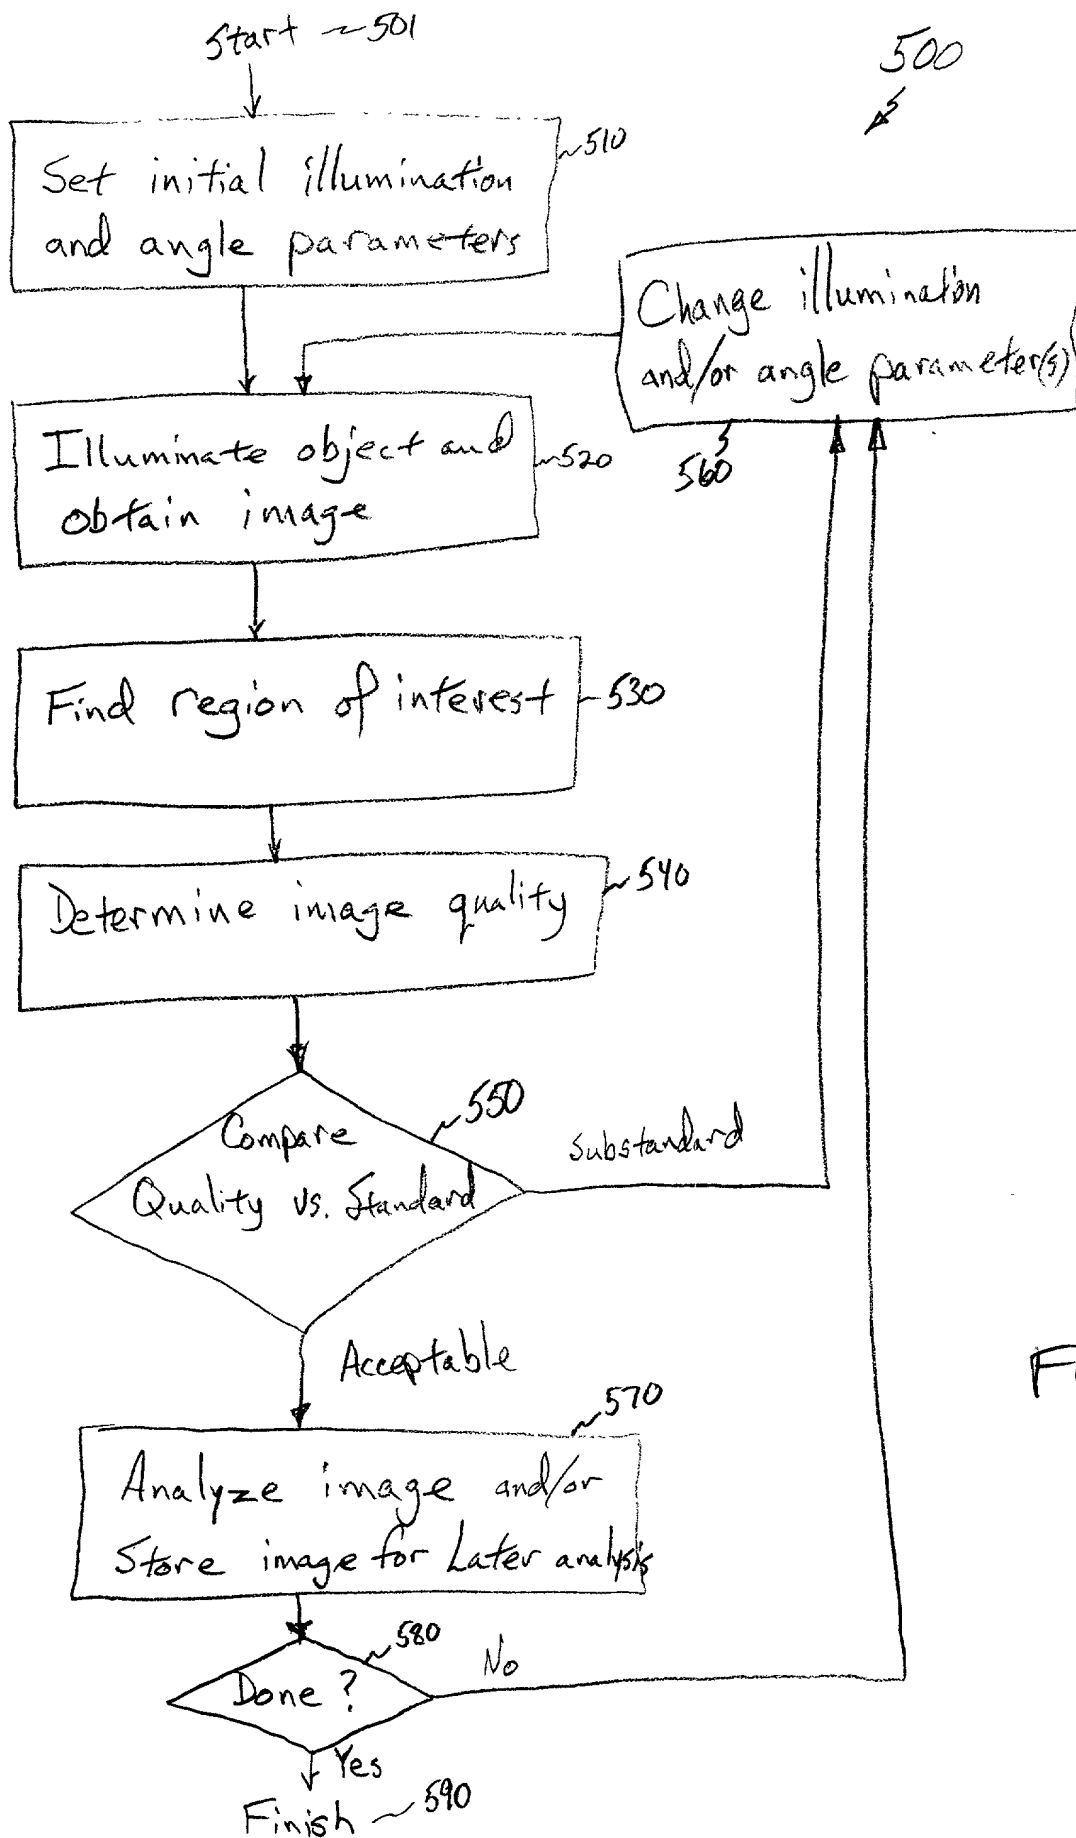 Start 501
500
510
Set initial illumination
and angle parameters
Change illumination
and/or angle parameter(s)
560
Illuminate object and
obtain image
520
Find region of interest
530
540
Determine image quality
550
Compare
Quality vs. Standard
Substandard
Acceptable
570
Analyze image and/or
Store image for Later analysis
580
Done ?
No
Yes
Finish 590